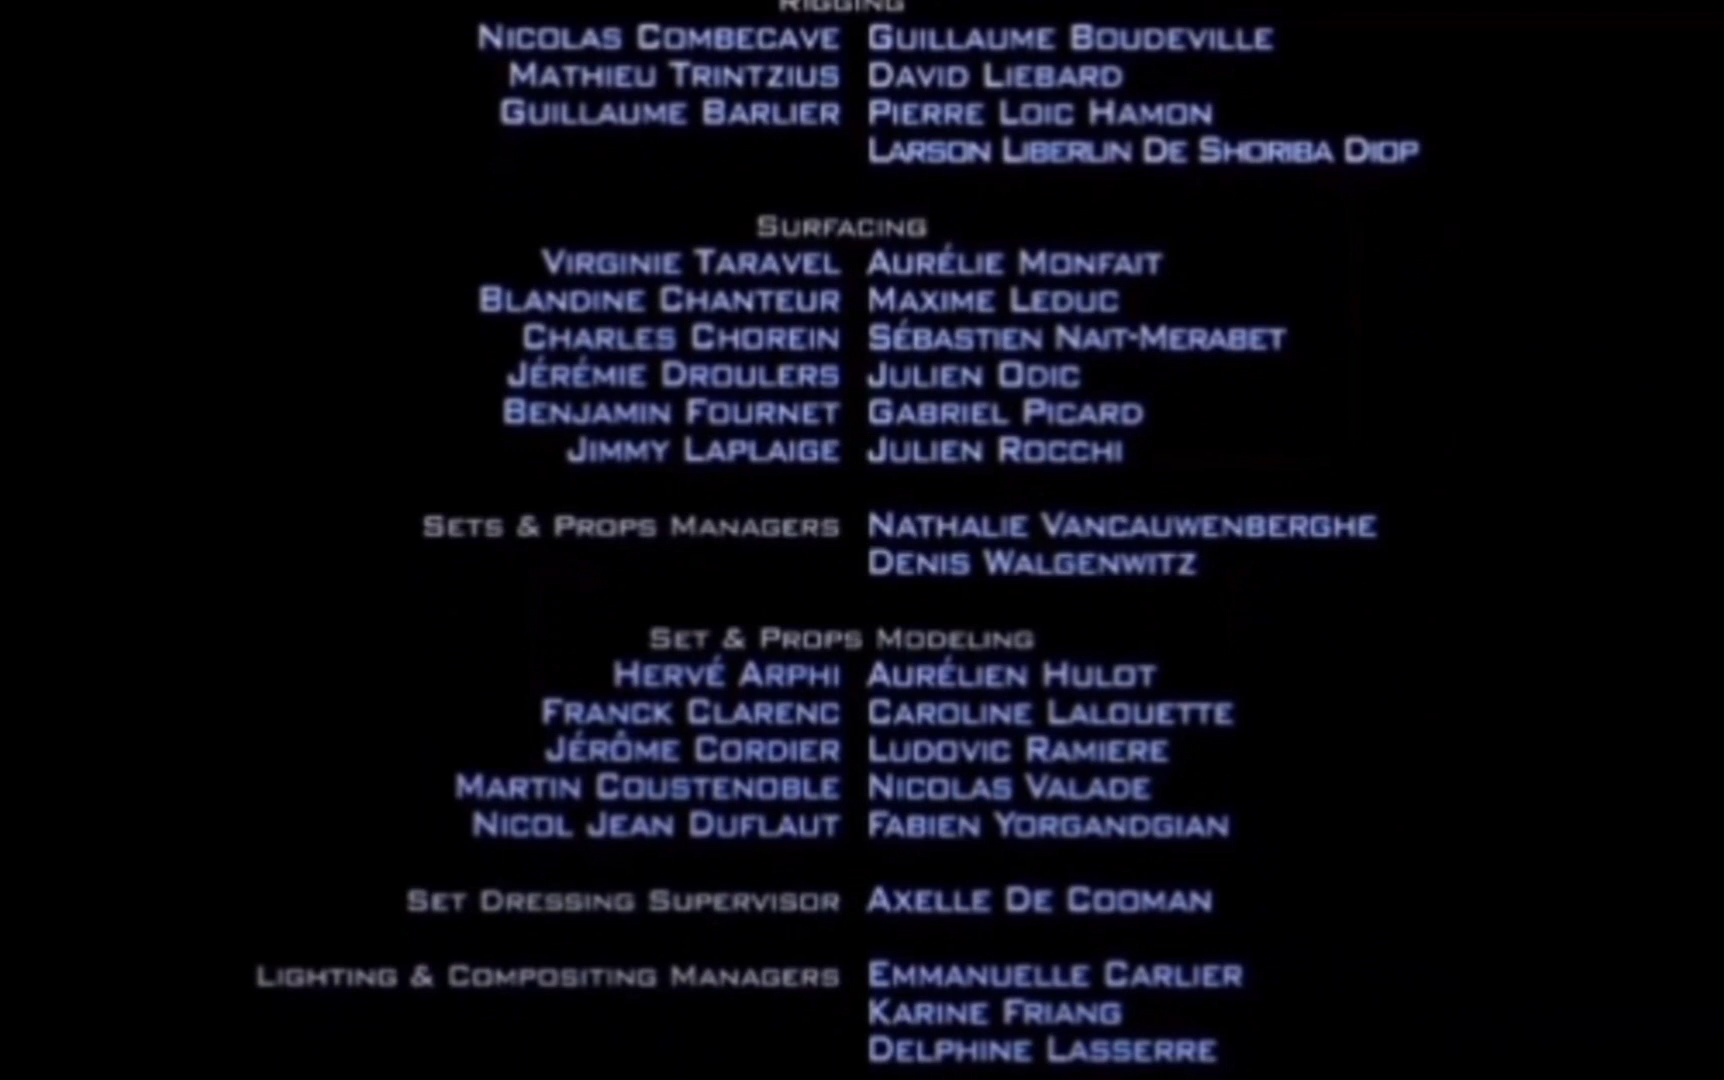 RIGGING
NICOLAS COMBECAVE GUILLAUME BOUDEVILLE
MATHIEU TRINTZIUS DAVID LIEBARD
GUILLAUME BARLIER PIERRE LOIC HAMON
LARSON LIBERLIN DE SHORIBA DIOP
SURFACING
VIRGINIE TARAVEL AURÉLIE MONFAIT
BLANDINE CHANTEUR MAXIME LEDUC
CHARLES CHOREIN SÉBASTIEN NAIT-MERABET
JÉRÉMIE DROULERS JULIEN ODIC
BENJAMIN FOURNET GABRIEL PICARD
JIMMY LAPLAIGE JULIEN ROCCHI
SETS & PROPS MANAGERS NATHALIE VANCAUWENBERGHE
DENIS WALGENWITZ
SET & PROPS MODELING
HERVÉ ARPHI AURÉLIEN HULOT
FRANCK CLARENC CAROLINE LALOUETTE
JÉRÔME CORDIER LUDOVIC RAMIERE
MARTIN COUSTENOBLE NICOLAS VALADE
NICOL JEAN DUFLAUT FABIEN YORGANDGIAN
SET DRESSING SUPERVISOR AXELLE DE COOMAN
LIGHTING & COMPOSITING MANAGERS EMMANUELLE CARLIER
KARINE FRIANG
DELPHINE LASSERRE